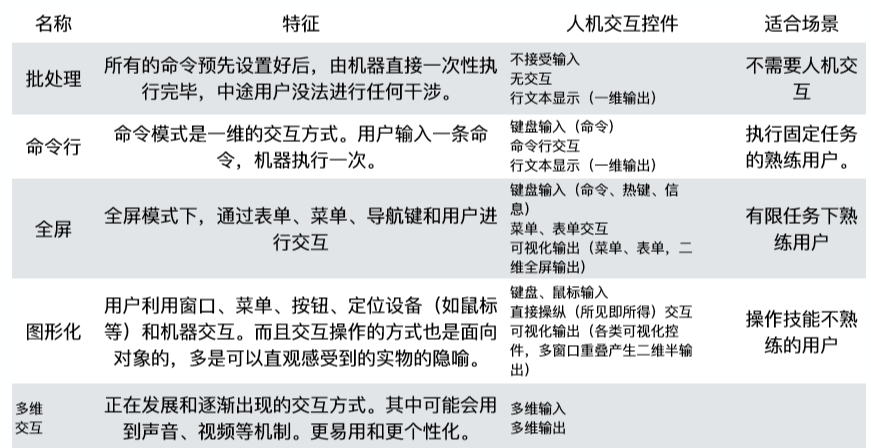 名称 特征 人机交互控件 适合场景
批处理
所有的命令预先设置好后，由机器直接一次性执
行完毕，中途用户没法进行任何干涉。
不接受输入
无交互
行文本显示（一维输出）
不需要人机交
互
命令行
命令模式是一维的交互方式。用户输入一条命
令，机器执行一次。
键盘输入（命令）
命令行交互
行文本显示（一维输出）
执行固定任务
的熟练用户。
全屏
全屏模式下，通过表单、菜单、导航键和用户进
行交互
键盘输入（命令、热键、信
息）
菜单、表单交互
可视化输出（菜单、表单，二
维全屏输出）
有限任务下熟
练用户
图形化
用户利用窗口、菜单、按钮、定位设备（如鼠标
等）和机器交互。而且交互操作的方式也是面向
对象的，多是可以直观感受到的实物的隐喻。
键盘、鼠标输入
直接操纵（所见即所得）交互
可视化输出（各类可视化控
件，多窗口重叠产生二维半输
出）
操作技能不熟
练的用户
多维
交互
正在发展和逐渐出现的交互方式。其中可能会用
到声音、视频等机制。更易用和更个性化。
多维输入
多维输出